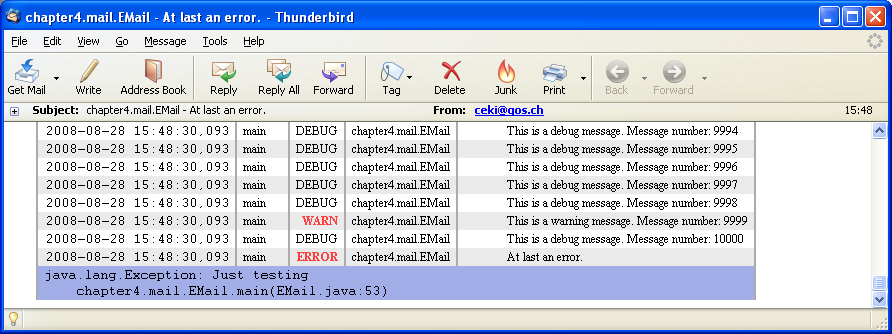 chapter4.mail.EMail - At last an error. - Thunderbird
File Edit View Go Message Tools Help
Get Mail Write Address Book Reply Reply All Forward Tag Delete Junk Print Back Forward
Subject: chapter4.mail.EMail - At last an error. From: ceki@qos.ch 15:48
2008-08-28 15:48:30,093 main DEBUG chapter4.mail.EMail This is a debug message. Message number: 9994
2008-08-28 15:48:30,093 main DEBUG chapter4.mail.EMail This is a debug message. Message number: 9995
2008-08-28 15:48:30,093 main DEBUG chapter4.mail.EMail This is a debug message. Message number: 9996
2008-08-28 15:48:30,093 main DEBUG chapter4.mail.EMail This is a debug message. Message number: 9997
2008-08-28 15:48:30,093 main DEBUG chapter4.mail.EMail This is a debug message. Message number: 9998
2008-08-28 15:48:30,093 main WARN chapter4.mail.EMail This is a warning message. Message number: 9999
2008-08-28 15:48:30,093 main DEBUG chapter4.mail.EMail This is a debug message. Message number: 10000
2008-08-28 15:48:30,093 main ERROR chapter4.mail.EMail At last an error.
java.lang.Exception: Just testing
chapter4.mail.EMail.main(EMail.java:53)